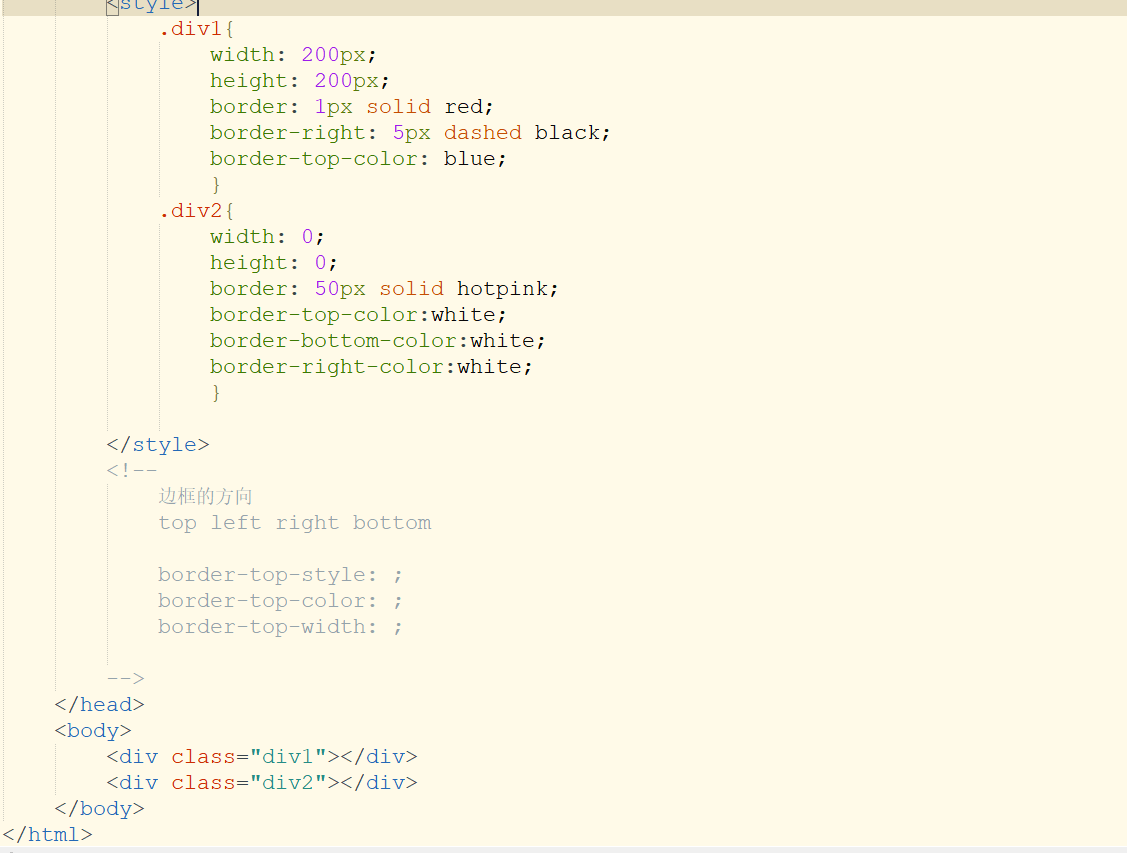 <style>
.div1{
width: 200px;
height: 200px;
border: 1px solid red;
border-right: 5px dashed black;
border-top-color: blue;
}
.div2{
width: 0;
height: 0;
border: 50px solid hotpink;
border-top-color:white;
border-bottom-color:white;
border-right-color:white;
}
</style>
<!--
边框的方向
top left right bottom
border-top-style: ;
border-top-color: ;
border-top-width: ;
-->
</head>
<body>
<div class="div1"></div>
<div class="div2"></div>
</body>
</html>